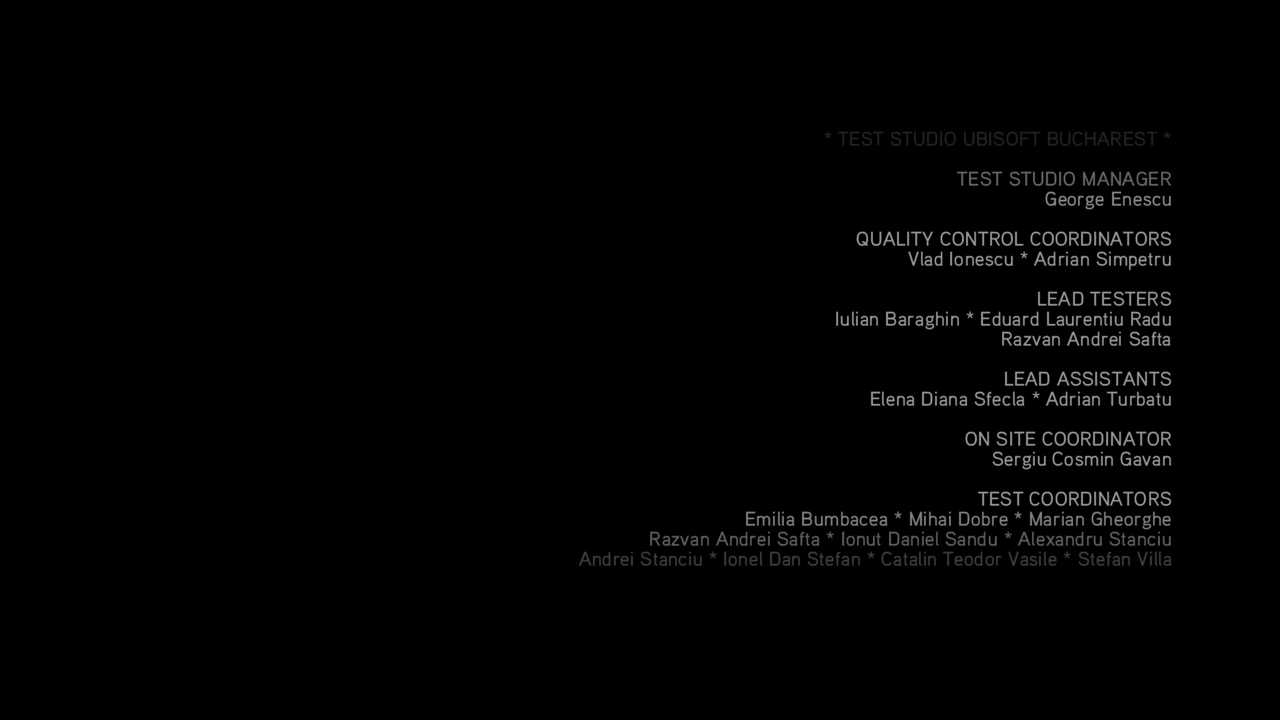 * TEST STUDIO UBISOFT BUCHAREST *
TEST STUDIO MANAGER
George Enescu
QUALITY CONTROL COORDINATORS
Vlad Ionescu * Adrian Simpetru
LEAD TESTERS
Iulian Baraghin * Eduard Laurentiu Radu
Razvan Andrei Safta
LEAD ASSISTANTS
Elena Diana Sfecla * Adrian Turbatu
ON SITE COORDINATOR
Sergiu Cosmin Gavan
TEST COORDINATORS
Emilia Bumbacea * Mihai Dobre * Marian Gheorghe
Razvan Andrei Safta * Ionut Daniel Sandu * Alexandru Stanciu
Andrei Stanciu * Ionel Dan Stefan * Catalin Teodor Vasile * Stefan Villa